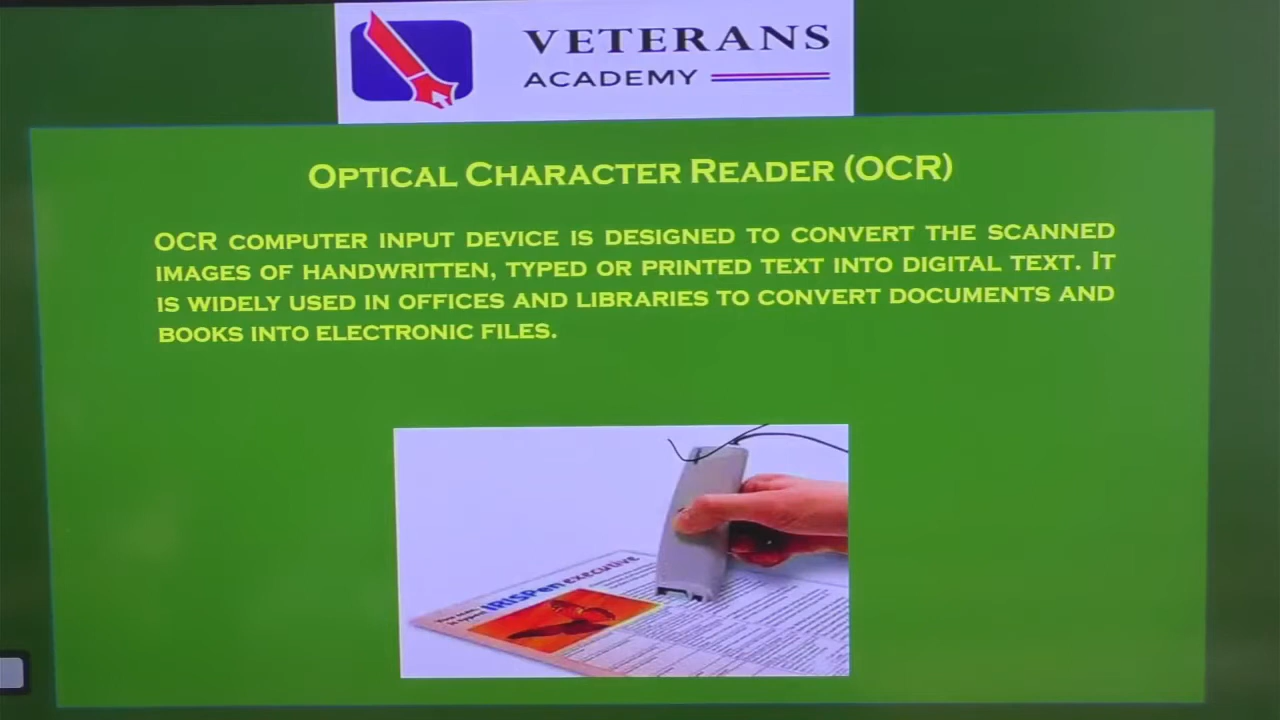 VETERANS
ACADEMY
OPTICAL CHARACTER READER (OCR)
OCR COMPUTER INPUT DEVICE IS DESIGNED TO CONVERT THE SCANNED
IMAGES OF HANDWRITTEN, TYPED OR PRINTED TEXT INTO DIGITAL TEXT. IT
IS WIDELY USED IN OFFICES AND LIBRARIES TO CONVERT DOCUMENTS AND
BOOKS INTO ELECTRONIC FILES.
IRISPen executive